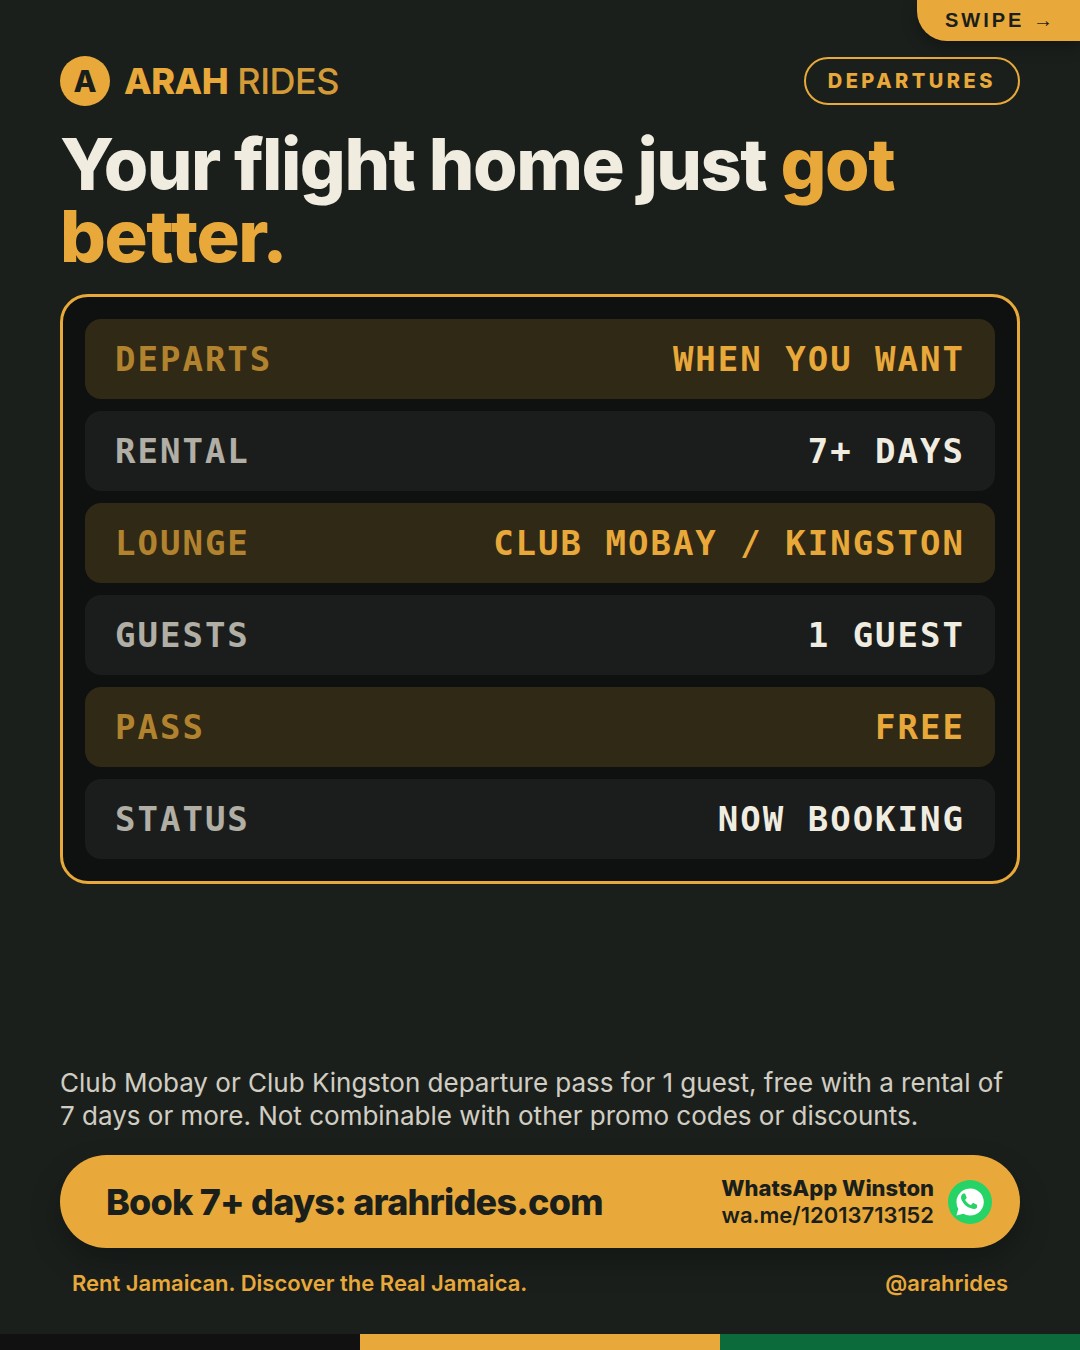 SWIPE →
A ARAH RIDES
DEPARTURES
Your flight home just got
better.
DEPARTS WHEN YOU WANT
RENTAL 7+ DAYS
LOUNGE CLUB MOBAY / KINGSTON
GUESTS 1 GUEST
PASS FREE
STATUS NOW BOOKING
Club Mobay or Club Kingston departure pass for 1 guest, free with a rental of
7 days or more. Not combinable with other promo codes or discounts.
Book 7+ days: arahrides.com
WhatsApp Winston
wa.me/12013713152
Rent Jamaican. Discover the Real Jamaica.
@arahrides